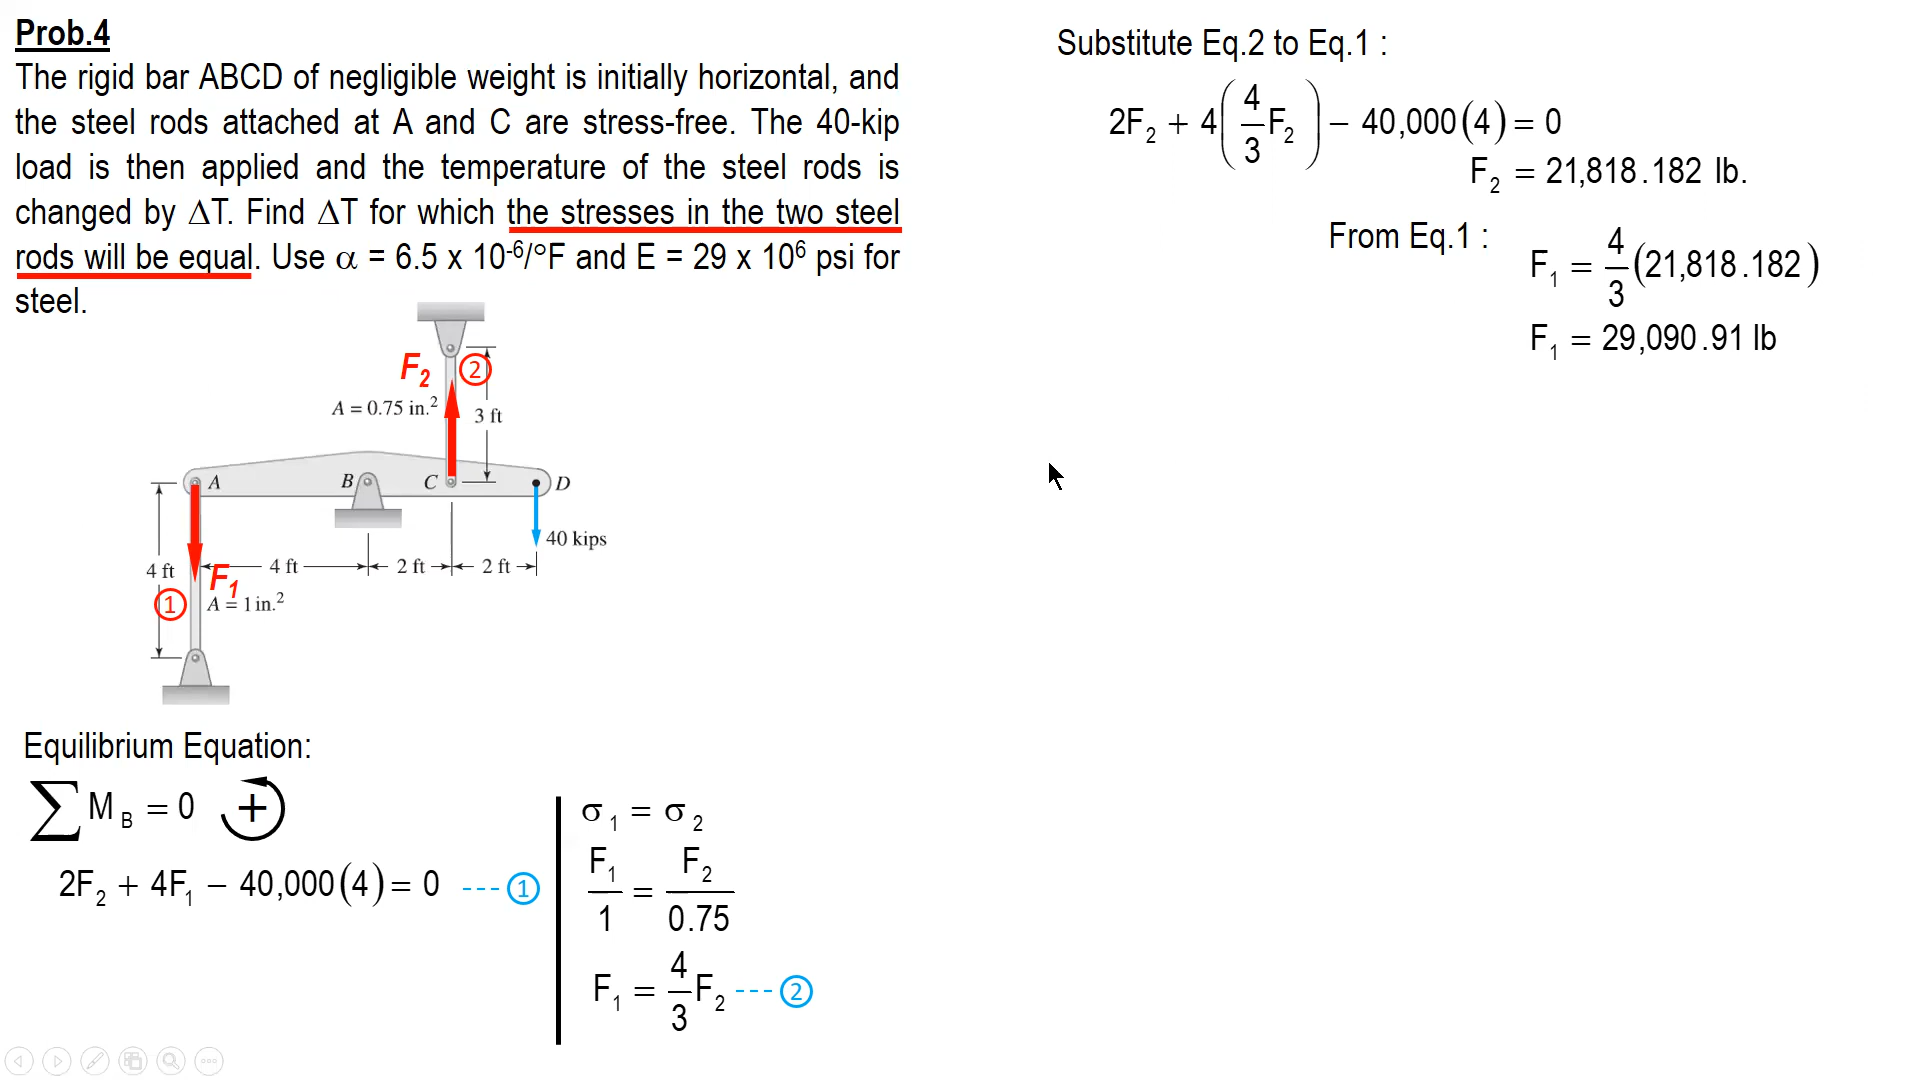 Prob.4
The rigid bar ABCD of negligible weight is initially horizontal, and
the steel rods attached at A and C are stress-free. The 40-kip
load is then applied and the temperature of the steel rods is
changed by ΔT. Find ΔT for which the stresses in the two steel
rods will be equal. Use α = 6.5 x 10⁻⁶/°F and E = 29 x 10⁶ psi for
steel.
F₂ ②
A = 0.75 in.²
3 ft
A B C D
40 kips
4 ft 4 ft 2 ft 2 ft
F₁
① A = 1 in.²
Equilibrium Equation:
∑ M_B = 0 +
2F₂ + 4F₁ − 40,000(4) = 0 ---- ①
σ₁ = σ₂
F₁/1 = F₂/0.75
F₁ = 4/3 F₂ --- ②
Substitute Eq.2 to Eq.1 :
2F₂ + 4(4/3 F₂) − 40,000(4) = 0
F₂ = 21,818.182 lb.
From Eq.1 : F₁ = 4/3 (21,818.182)
F₁ = 29,090.91 lb